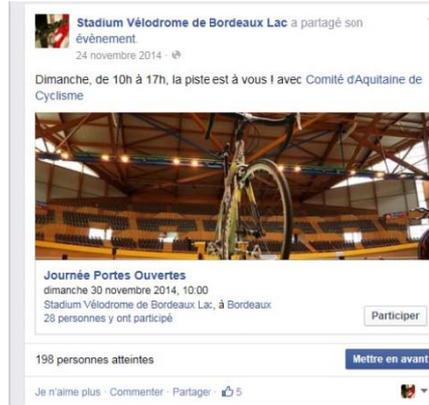 Stadium Vélodrome de Bordeaux Lac a partagé son
évènement.
24 novembre 2014 ·
Dimanche, de 10h à 17h, la piste est à vous ! avec Comité d'Aquitaine de
Cyclisme
Journée Portes Ouvertes
dimanche 30 novembre 2014, 10:00
Stadium Vélodrome de Bordeaux Lac, à Bordeaux
28 personnes y ont participé
Participer
198 personnes atteintes
Mettre en avant
Je n'aime plus · Commenter · Partager · 5